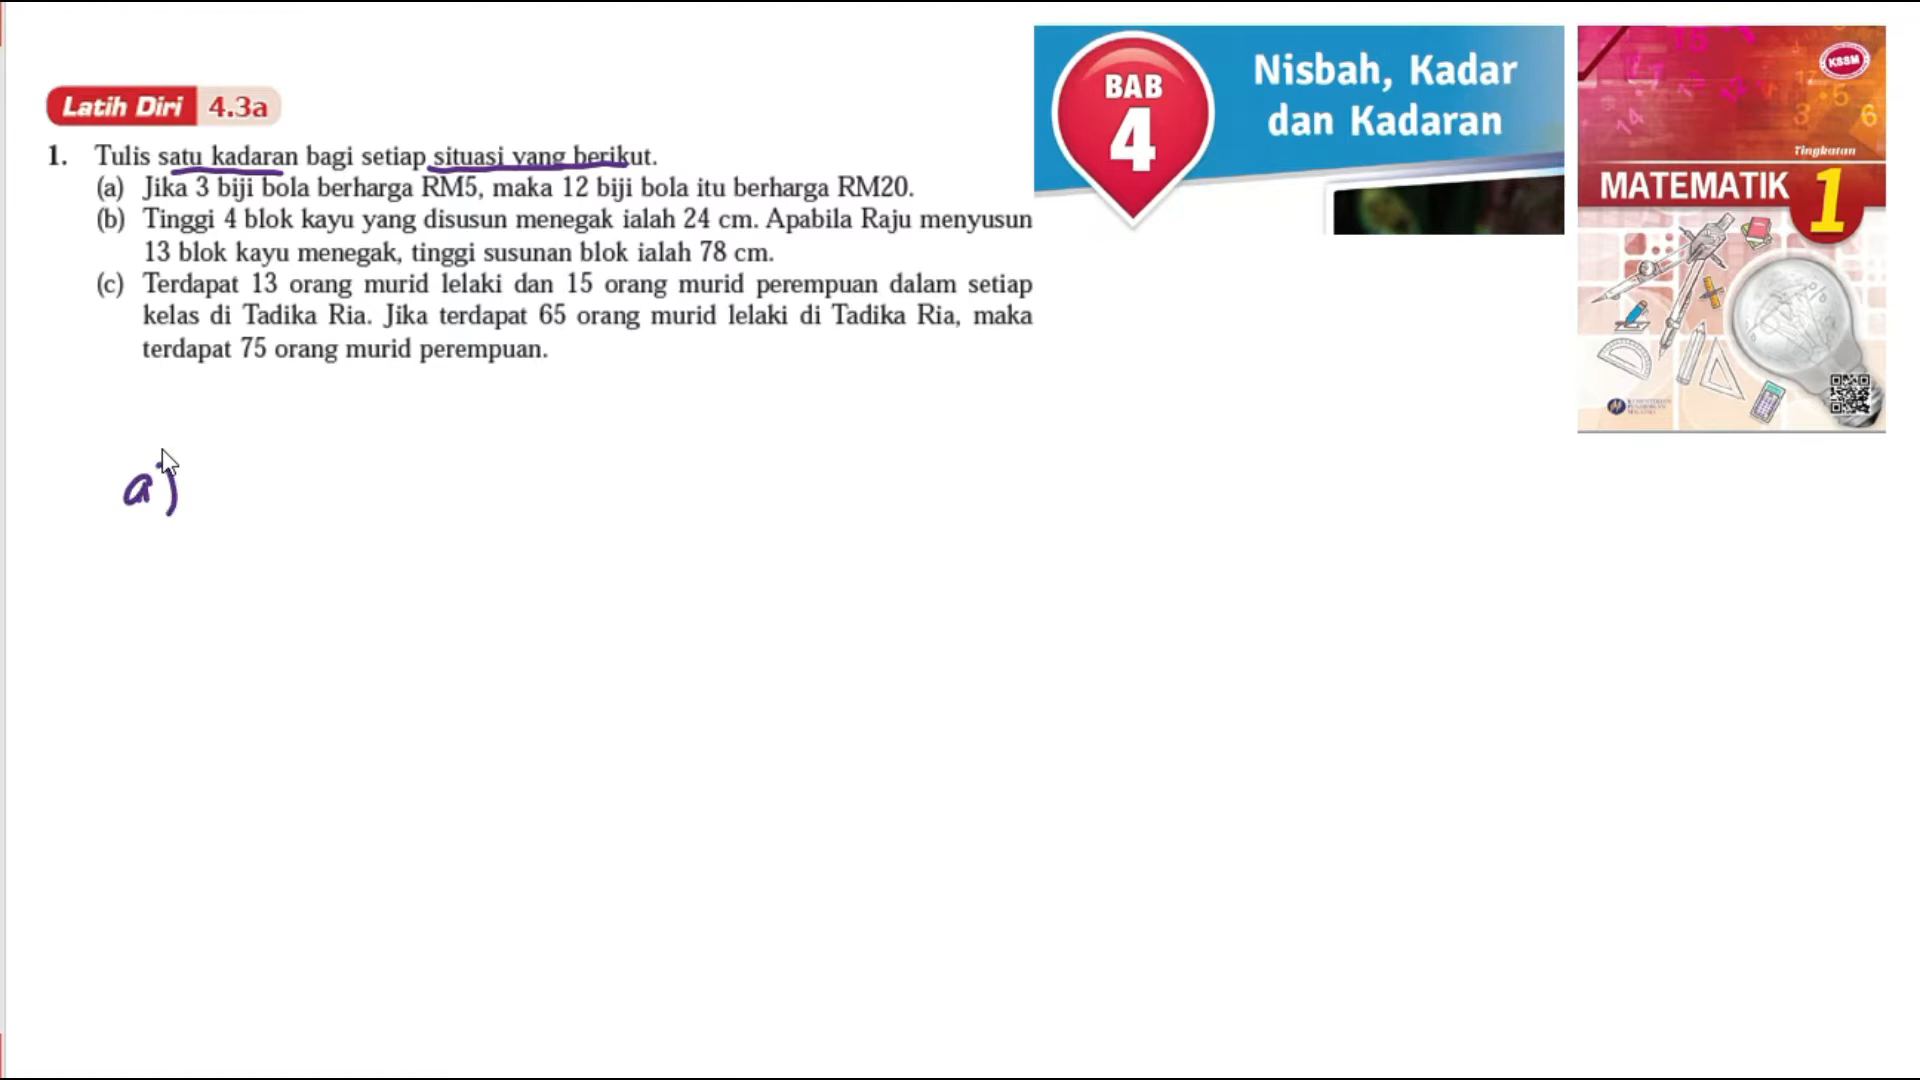 Latih Diri 4.3a
1. Tulis satu kadaran bagi setiap situasi yang berikut.
(a) Jika 3 biji bola berharga RM5, maka 12 biji bola itu berharga RM20.
(b) Tinggi 4 blok kayu yang disusun menegak ialah 24 cm. Apabila Raju menyusun
13 blok kayu menegak, tinggi susunan blok ialah 78 cm.
(c) Terdapat 13 orang murid lelaki dan 15 orang murid perempuan dalam setiap
kelas di Tadika Ria. Jika terdapat 65 orang murid lelaki di Tadika Ria, maka
terdapat 75 orang murid perempuan.
a)
BAB
4
Nisbah, Kadar
dan Kadaran
KSSM
Tingkatan
MATEMATIK 1